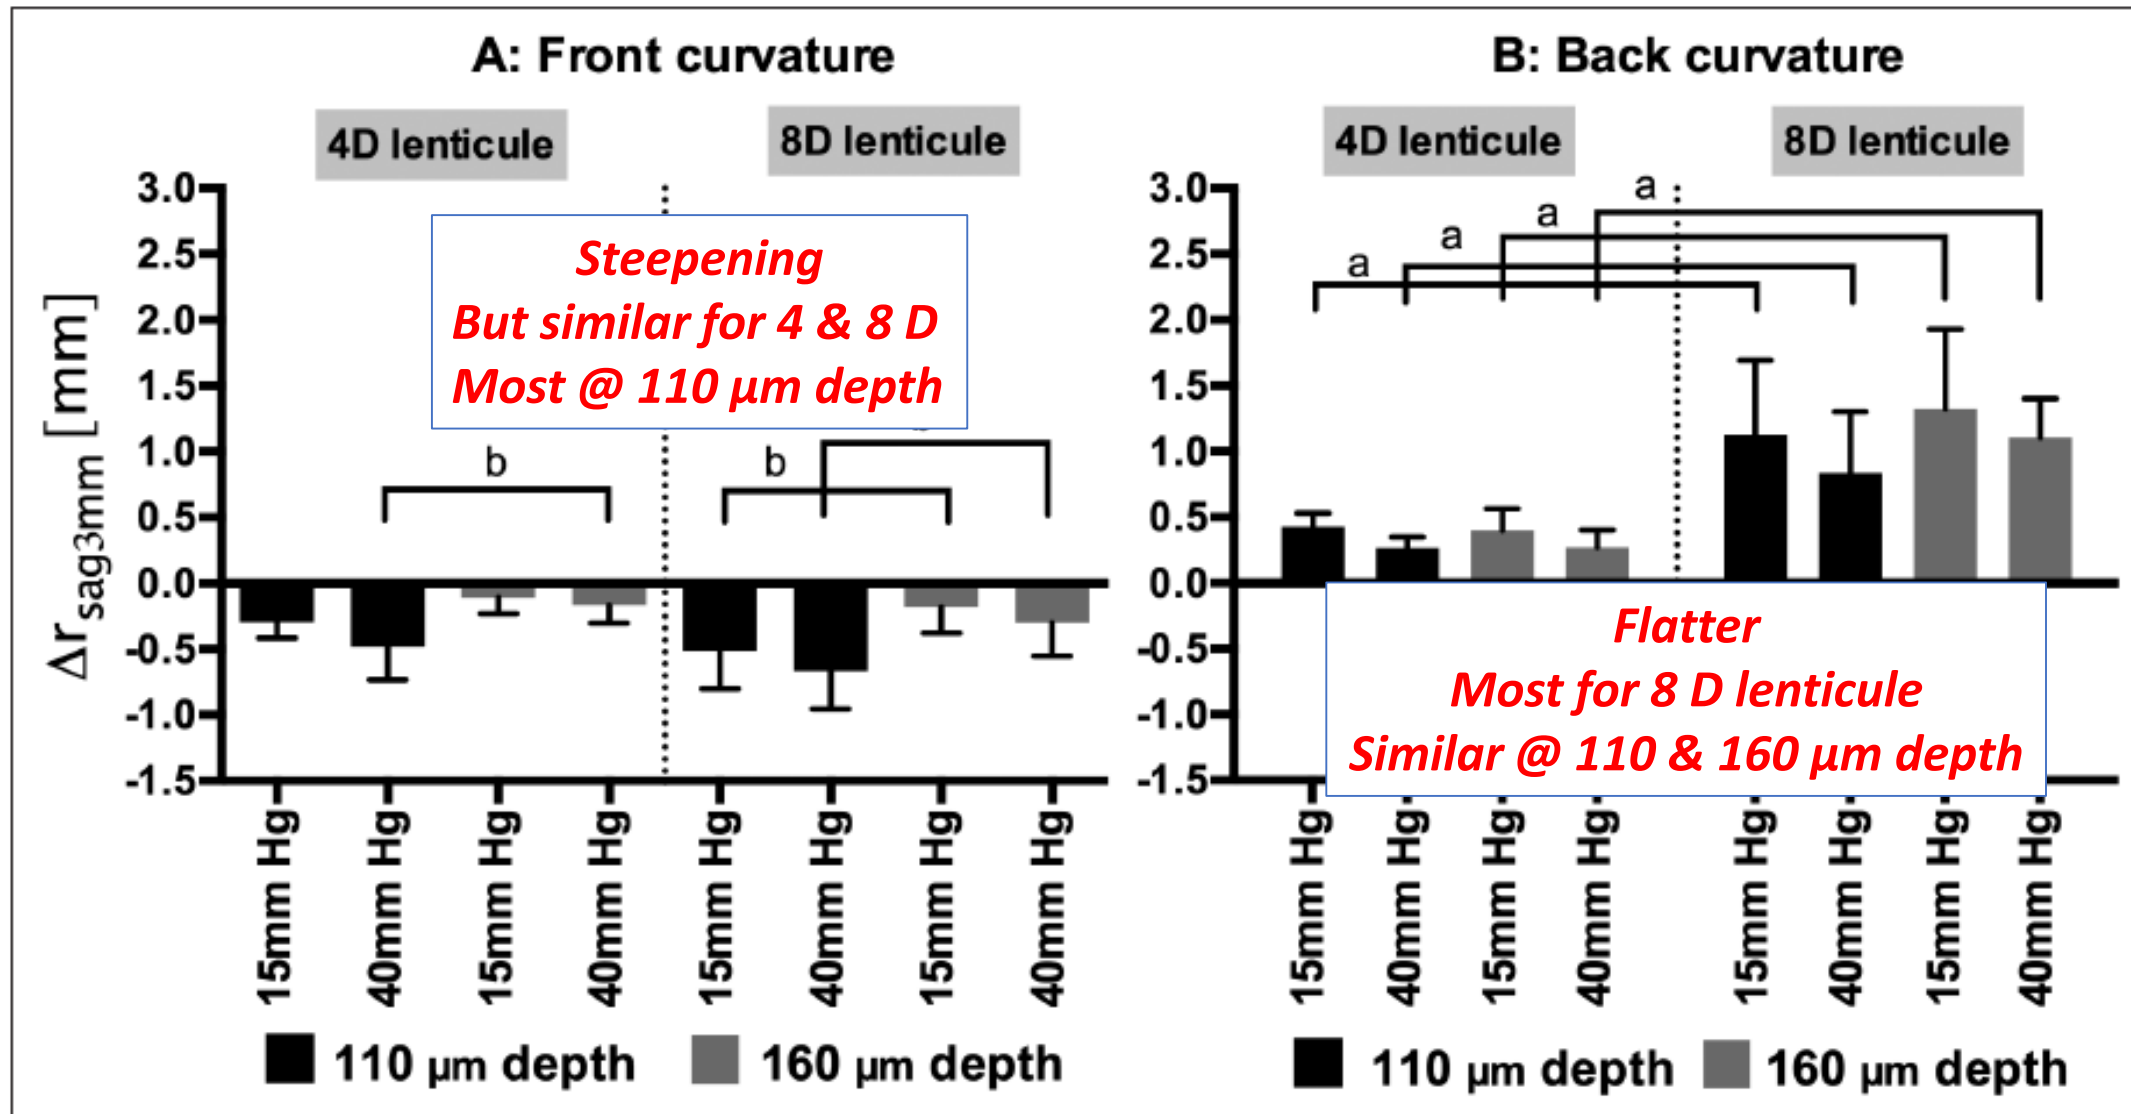 A: Front curvature
4D lenticule
8D lenticule
Δr sag3mm [mm]
3.0
2.5
2.0
1.5
1.0
0.5
0.0
-0.5
-1.0
-1.5
Steepening
But similar for 4 & 8 D
Most @ 110 µm depth
b
b
15mm Hg
40mm Hg
15mm Hg
40mm Hg
15mm Hg
40mm Hg
15mm Hg
40mm Hg
110 µm depth
160 µm depth
B: Back curvature
4D lenticule
8D lenticule
3.0
2.5
2.0
1.5
1.0
0.5
0.0
-0.5
-1.0
-1.5
a
a
a
a
Flatter
Most for 8 D lenticule
Similar @ 110 & 160 µm depth
15mm Hg
40mm Hg
15mm Hg
40mm Hg
15mm Hg
40mm Hg
15mm Hg
40mm Hg
110 µm depth
160 µm depth